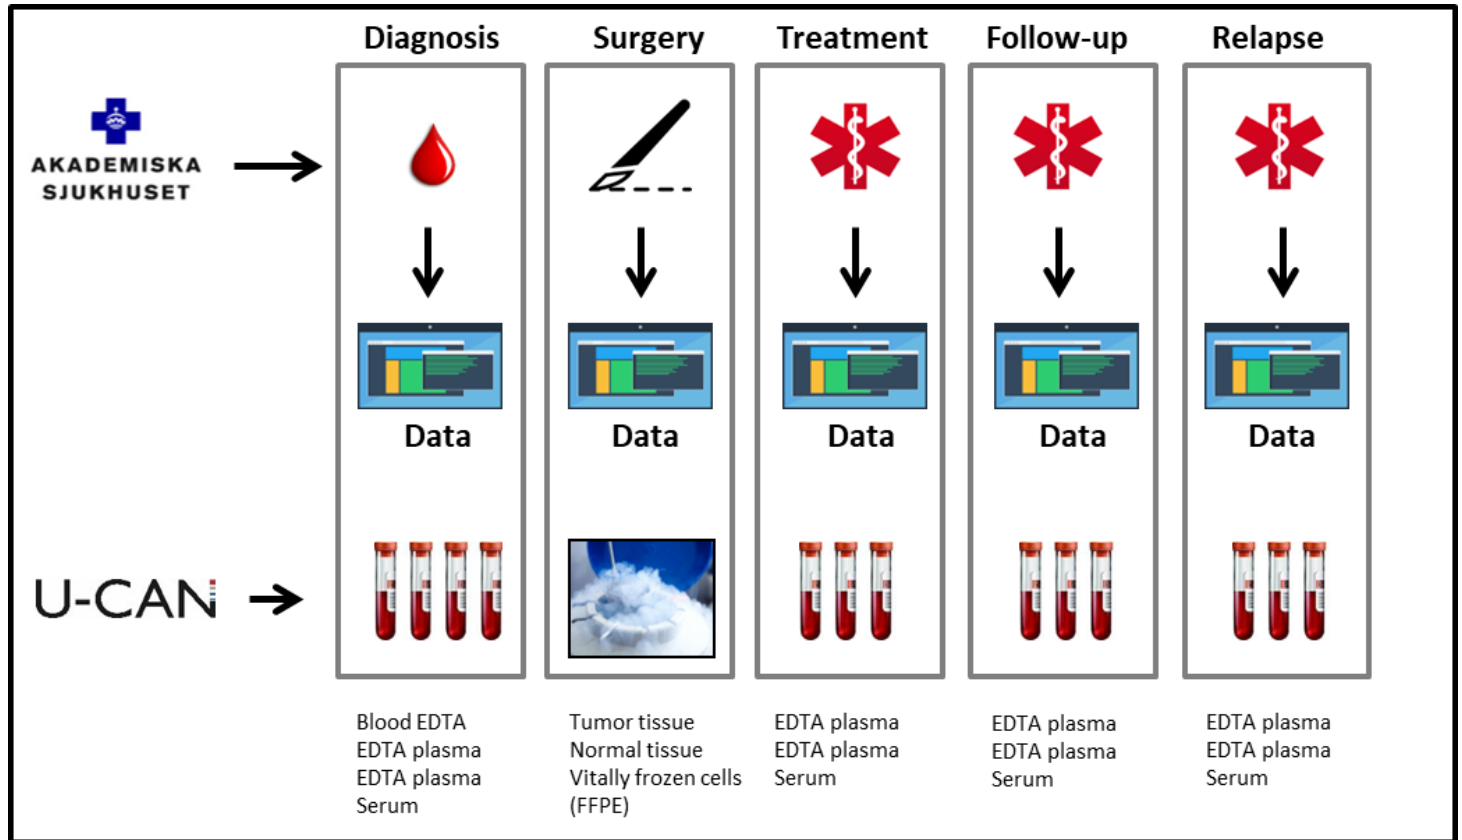 Diagnosis
Surgery
Treatment
Follow-up
Relapse
AKADEMISKA
SJUKHUSET
Data
Data
Data
Data
Data
U-CAN
Blood EDTA
EDTA plasma
EDTA plasma
Serum
Tumor tissue
Normal tissue
Vitally frozen cells
(FFPE)
EDTA plasma
EDTA plasma
Serum
EDTA plasma
EDTA plasma
Serum
EDTA plasma
EDTA plasma
Serum